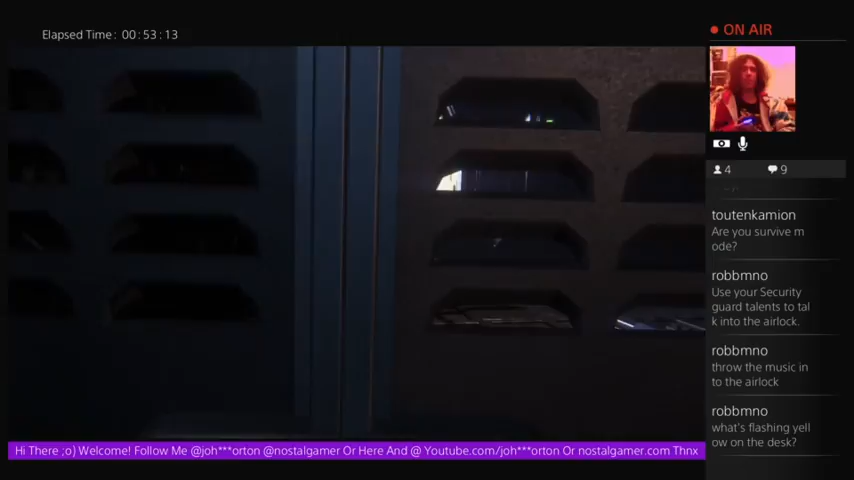 Elapsed Time: 00:53:13
ON AIR
4
9
toutenkamion
Are you survive m
ode?
robbmno
Use your Security
guard talents to tal
k into the airlock.
robbmno
throw the music in
to the airlock
robbmno
what's flashing yell
ow on the desk?
Hi There ;o) Welcome! Follow Me @joh***orton @nostalgamer Or Here And @ Youtube.com/joh***orton Or nostalgamer.com Thnx